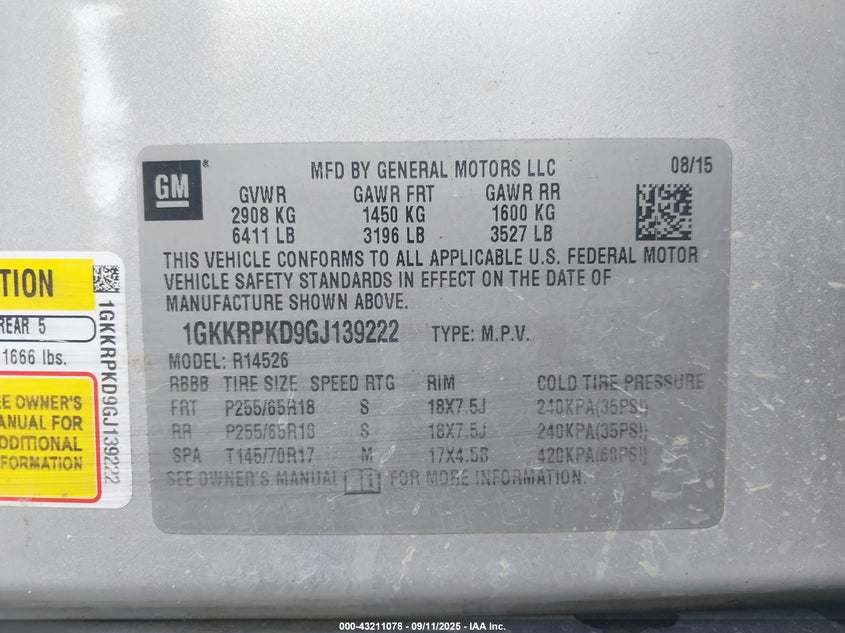 GM ®
MFD BY GENERAL MOTORS LLC
08/15
GVWR GAWR FRT GAWR RR
2908 KG 1450 KG 1600 KG
6411 LB 3196 LB 3527 LB
THIS VEHICLE CONFORMS TO ALL APPLICABLE U.S. FEDERAL MOTOR
VEHICLE SAFETY STANDARDS IN EFFECT ON THE DATE OF
MANUFACTURE SHOWN ABOVE.
1GKKRPKD9GJ139222 TYPE: M.P.V.
MODEL: R14526
RBBB TIRE SIZE SPEED RTG RIM COLD TIRE PRESSURE
FRT P255/65R18 S 18X7.5J 240KPA(35PSI)
RR P255/65R18 S 18X7.5J 240KPA(35PSI)
SPA T145/70R17 M 17X4.5B 420KPA(60PSI)
SEE OWNER'S MANUAL FOR MORE INFORMATION.
TION
REAR 5
1666 lbs.
EE OWNER'S
ANUAL FOR
DDITIONAL
FORMATION
1GKKRPKD9GJ139222
000-43211078 - 09/11/2025 - IAA Inc.